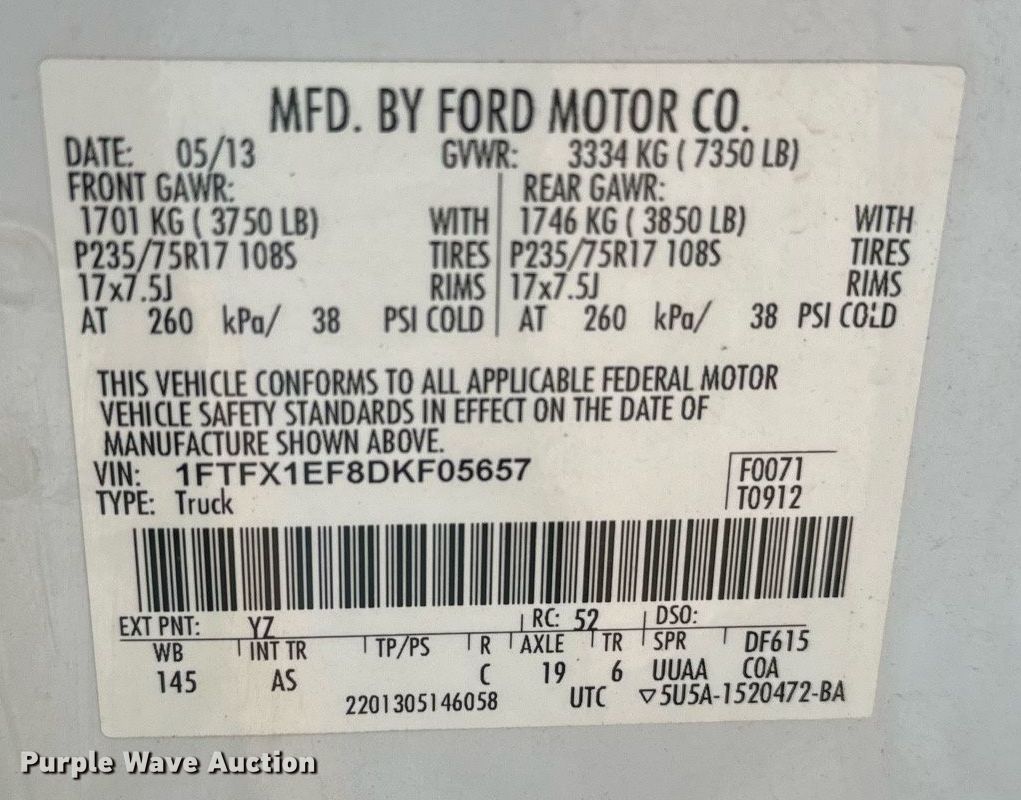 MFD. BY FORD MOTOR CO.
DATE: 05/13 GVWR: 3334 KG ( 7350 LB)
FRONT GAWR: REAR GAWR:
1701 KG ( 3750 LB) WITH 1746 KG ( 3850 LB) WITH
P235/75R17 108S TIRES P235/75R17 108S TIRES
17x7.5J RIMS 17x7.5J RIMS
AT 260 kPa/ 38 PSI COLD AT 260 kPa/ 38 PSI COLD
THIS VEHICLE CONFORMS TO ALL APPLICABLE FEDERAL MOTOR
VEHICLE SAFETY STANDARDS IN EFFECT ON THE DATE OF
MANUFACTURE SHOWN ABOVE.
VIN: 1FTFX1EF8DKF05657 F0071
TYPE: Truck T0912
EXT PNT: YZ RC: 52 DSO:
WB INT TR TP/PS R AXLE TR SPR DF615
145 AS C 19 6 UUAA COA
2201305146058 UTC ▽5U5A-1520472-BA
Purple Wave Auction